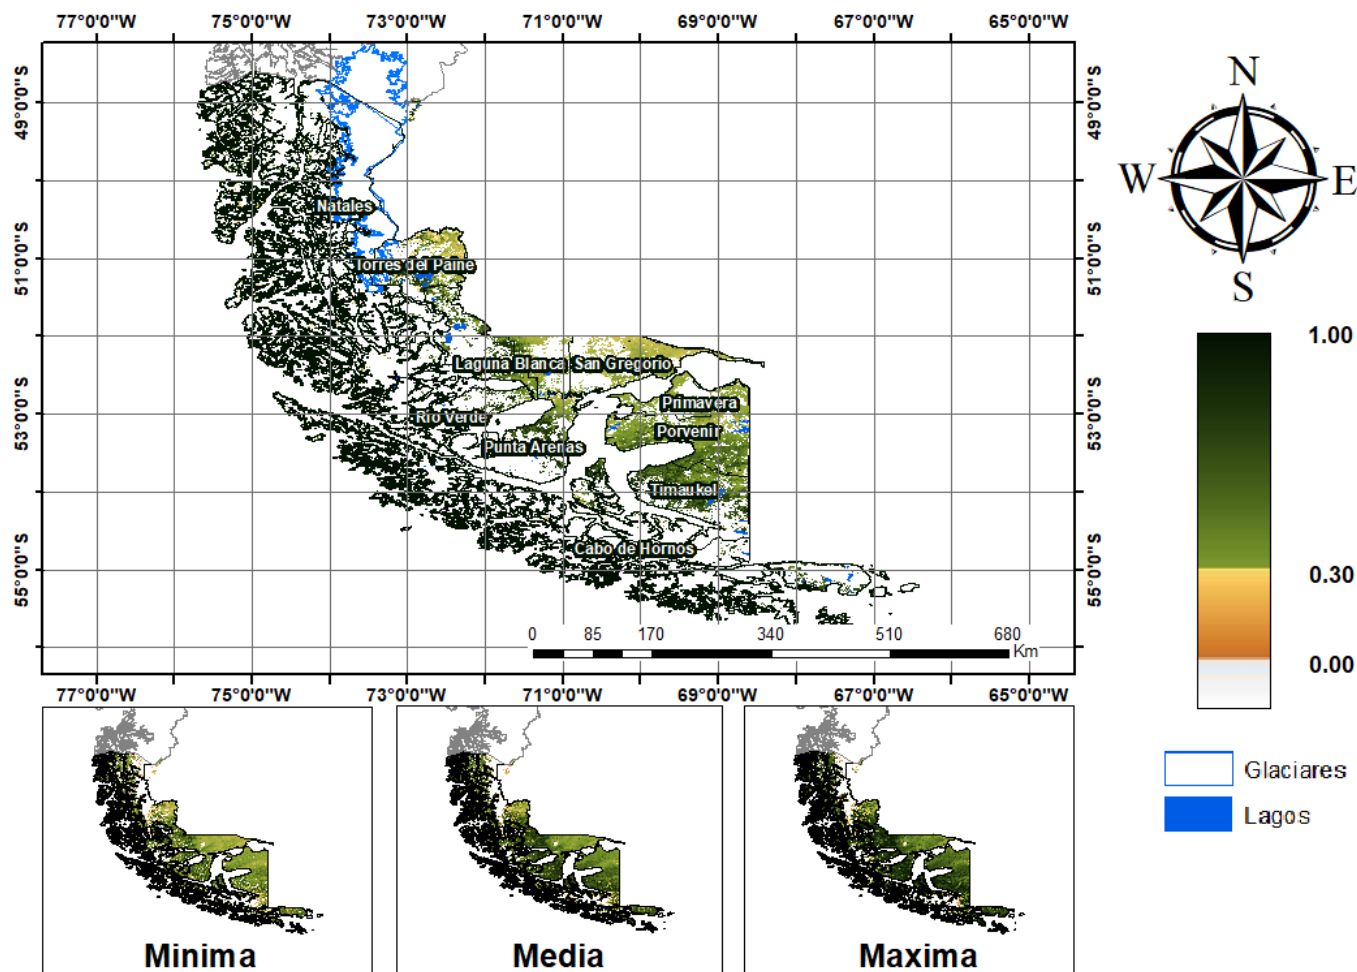 77°0'0"W 75°0'0"W 73°0'0"W 71°0'0"W 69°0'0"W 67°0'0"W 65°0'0"W
49°0'0"S 49°0'0"S
51°0'0"S 51°0'0"S
53°0'0"S 53°0'0"S
55°0'0"S 55°0'0"S
Natales
Torres del Paine
Laguna Blanca San Gregorio
Primavera
Rio Verde
Porvenir
Punta Arenas
Timaukel
Cabo de Hornos
0 85 170 340 510 680
Km
77°0'0"W 75°0'0"W 73°0'0"W 71°0'0"W 69°0'0"W 67°0'0"W 65°0'0"W
N
W E
S
1.00
0.30
0.00
Glaciares
Lagos
Minima Media Maxima